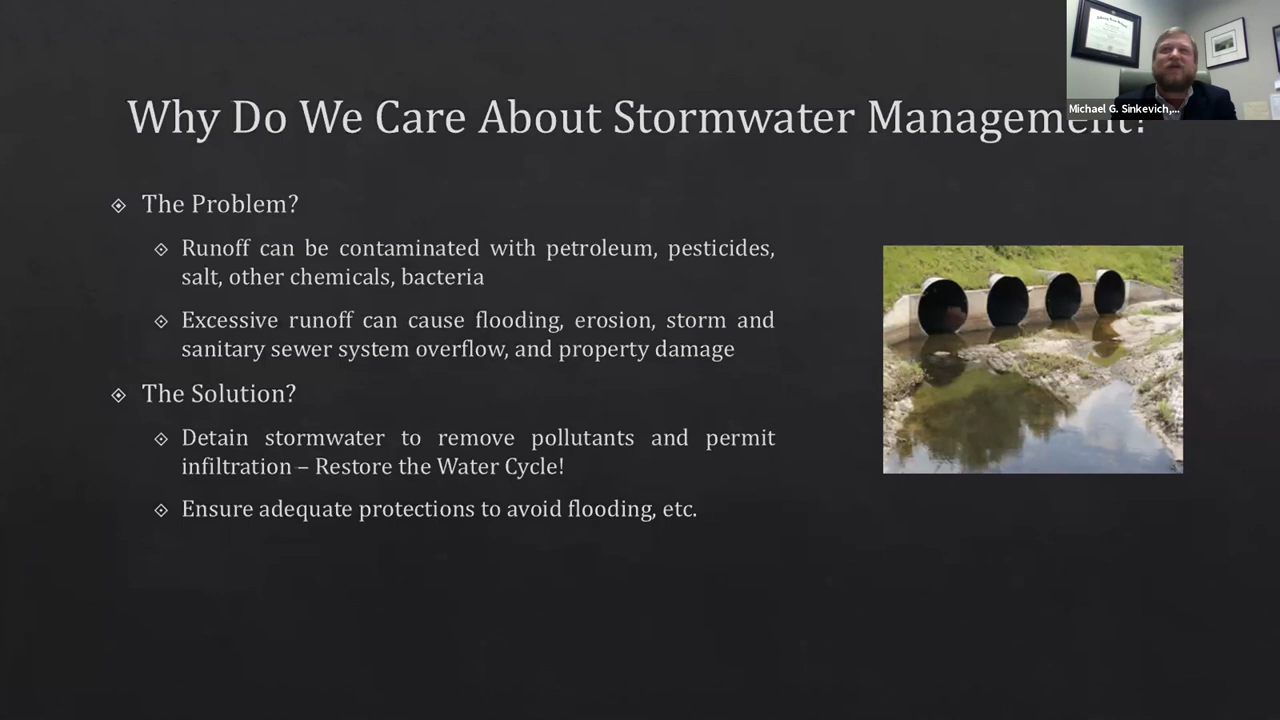 Why Do We Care About Stormwater Management?
Michael G. Sinkevich,...
The Problem?
Runoff can be contaminated with petroleum, pesticides,
salt, other chemicals, bacteria
Excessive runoff can cause flooding, erosion, storm and
sanitary sewer system overflow, and property damage
The Solution?
Detain stormwater to remove pollutants and permit
infiltration – Restore the Water Cycle!
Ensure adequate protections to avoid flooding, etc.